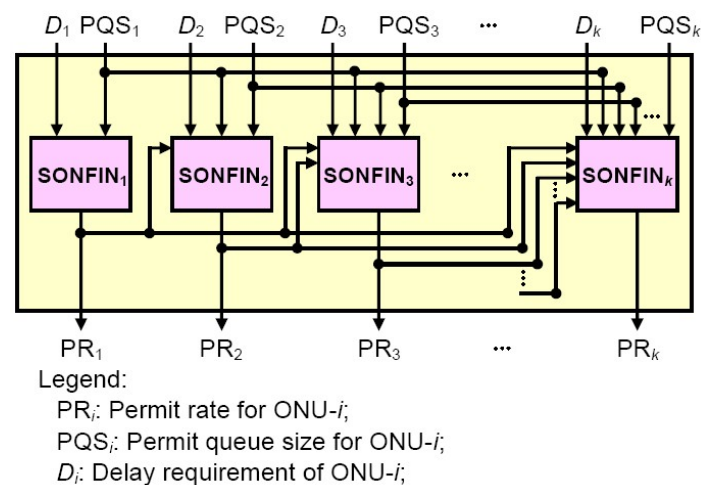 D₁ PQS₁ D₂ PQS₂ D₃ PQS₃ ... Dₖ PQSₖ
...
SONFIN₁ SONFIN₂ SONFIN₃ ... SONFINₖ
PR₁ PR₂ PR₃ ... PRₖ
Legend:
PRᵢ: Permit rate for ONU-i;
PQSᵢ: Permit queue size for ONU-i;
Dᵢ: Delay requirement of ONU-i;